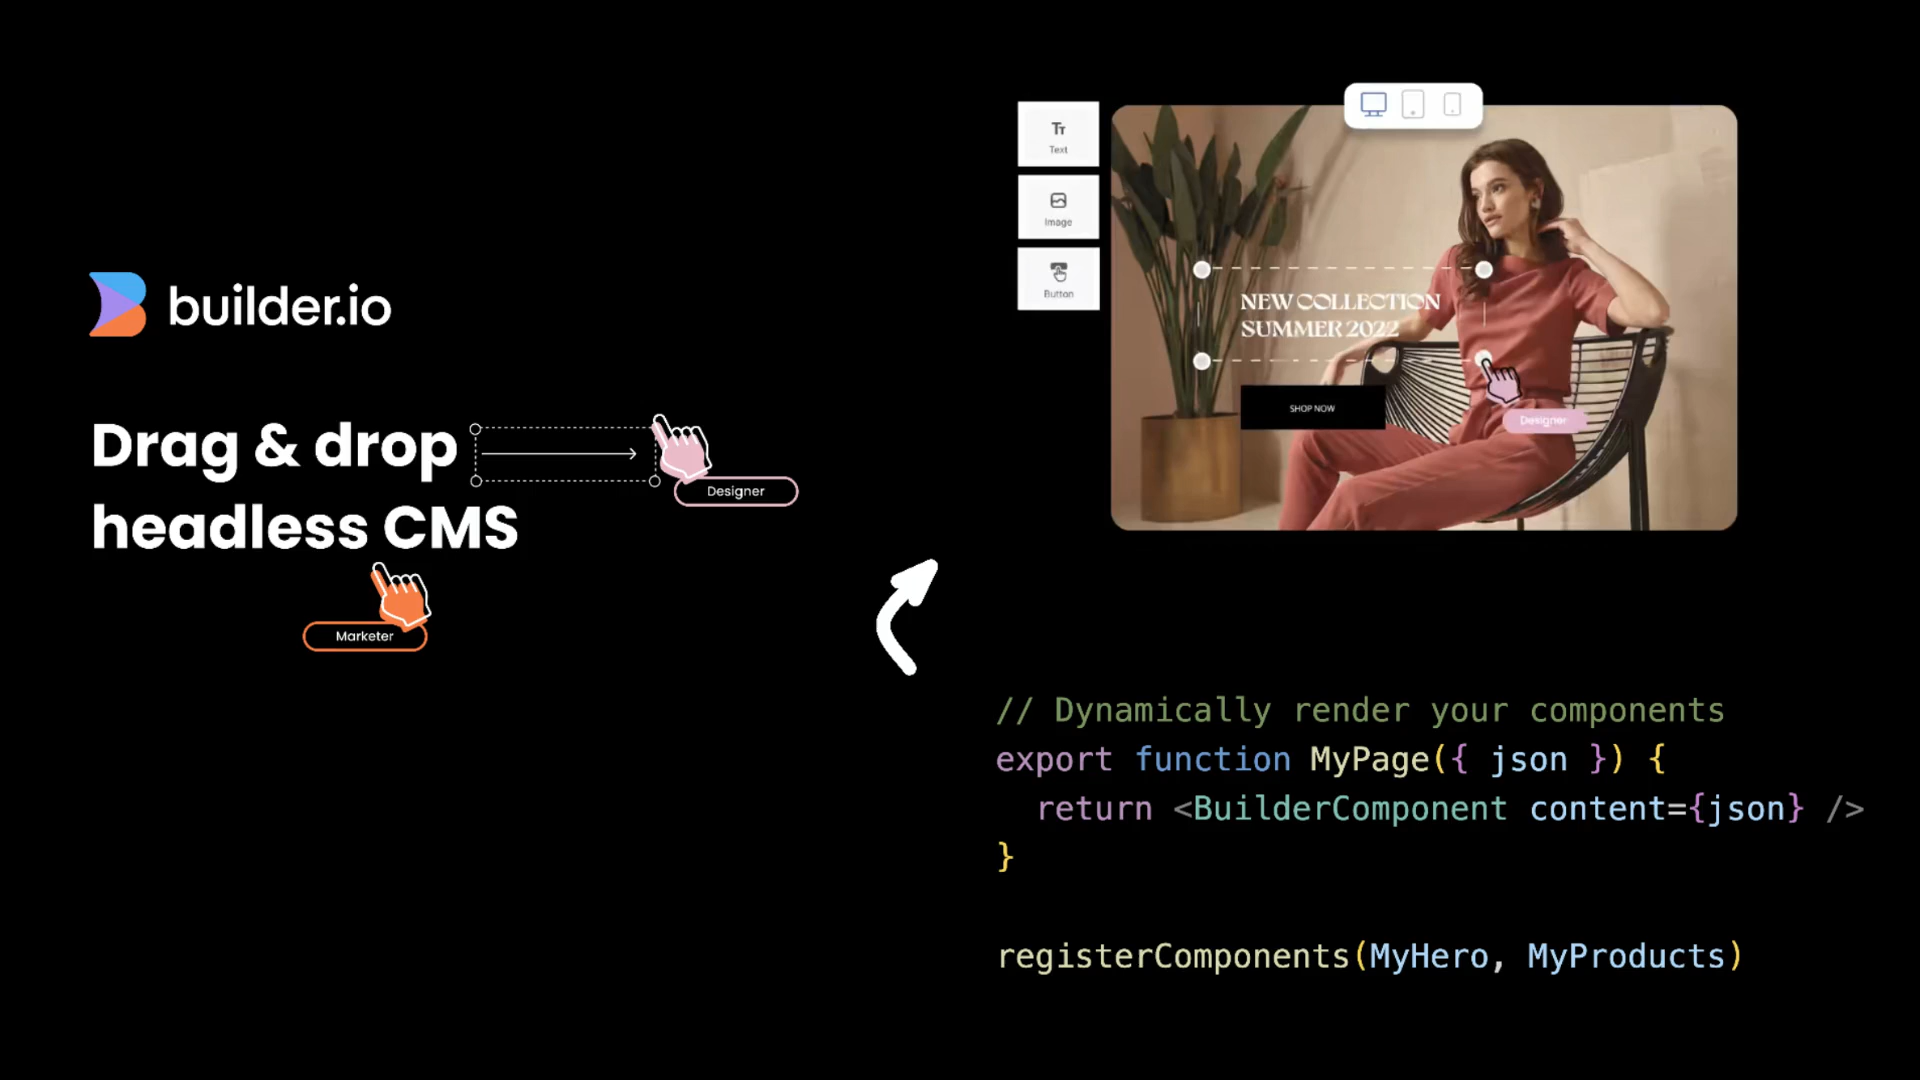 builder.io
Drag & drop
Designer
headless CMS
Marketer
Tт
Text
Image
Button
NEW COLLECTION
SUMMER 2022
SHOP NOW
Designer
// Dynamically render your components
export function MyPage({ json }) {
  return <BuilderComponent content={json} />
}
registerComponents(MyHero, MyProducts)